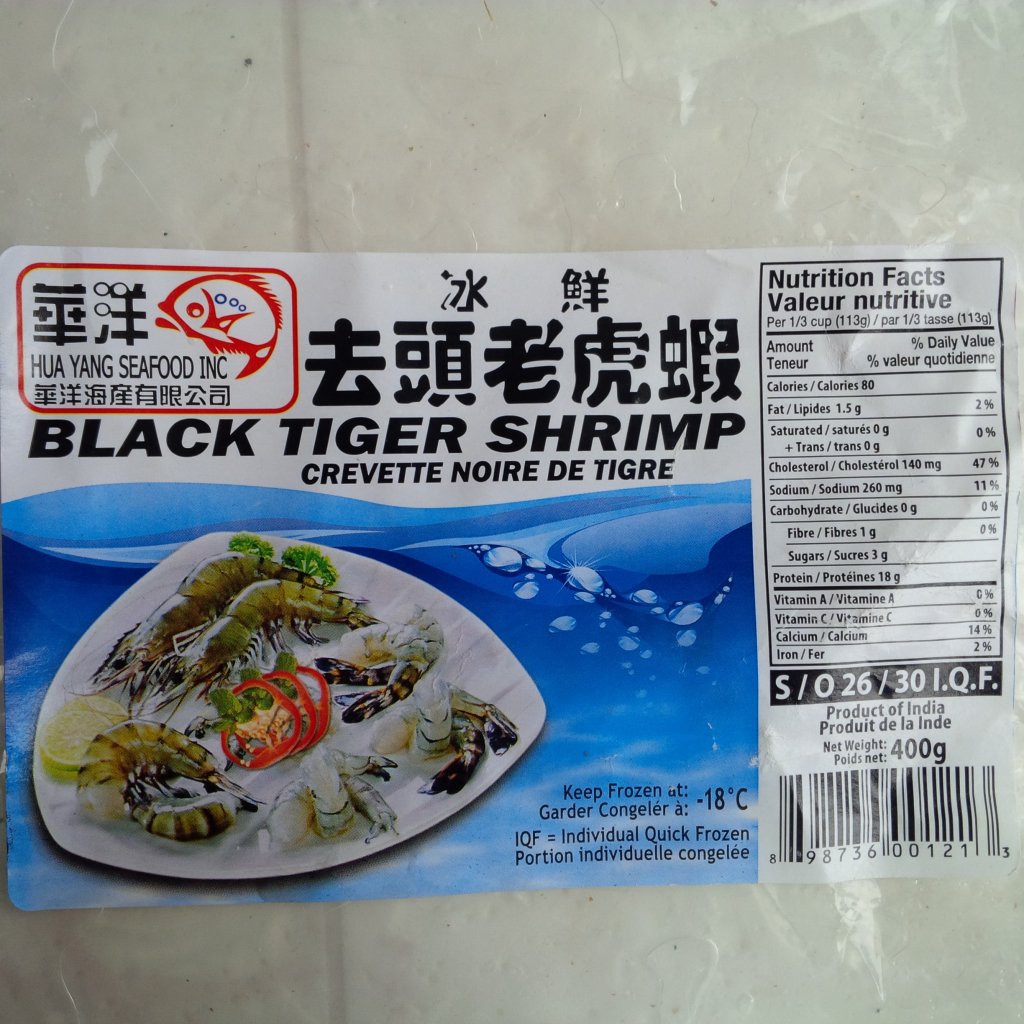 華洋
HUA YANG SEAFOOD INC
華洋海產有限公司
冰 鮮
去頭老虎蝦
BLACK TIGER SHRIMP
CREVETTE NOIRE DE TIGRE
Keep Frozen at:
Garder Congelér à: -18°C
IQF = Individual Quick Frozen
Portion individuelle congelée
Nutrition Facts
Valeur nutritive
Per 1/3 cup (113g) / par 1/3 tasse (113g)
Amount % Daily Value
Teneur % valeur quotidienne
Calories / Calories 80
Fat / Lipides 1.5 g 2 %
Saturated / saturés 0 g 0 %
+ Trans / trans 0 g
Cholesterol / Cholestérol 140 mg 47 %
Sodium / Sodium 260 mg 11 %
Carbohydrate / Glucides 0 g 0 %
Fibre / Fibres 1 g 0 %
Sugars / Sucres 3 g
Protein / Protéines 18 g
Vitamin A / Vitamine A 0 %
Vitamin C / Vitamine C 0 %
Calcium / Calcium 14 %
Iron / Fer 2 %
S / O 26 / 30 I.Q.F.
Product of India
Produit de la Inde
Net Weight:
Poids net: 400g
8 98736 00121 3